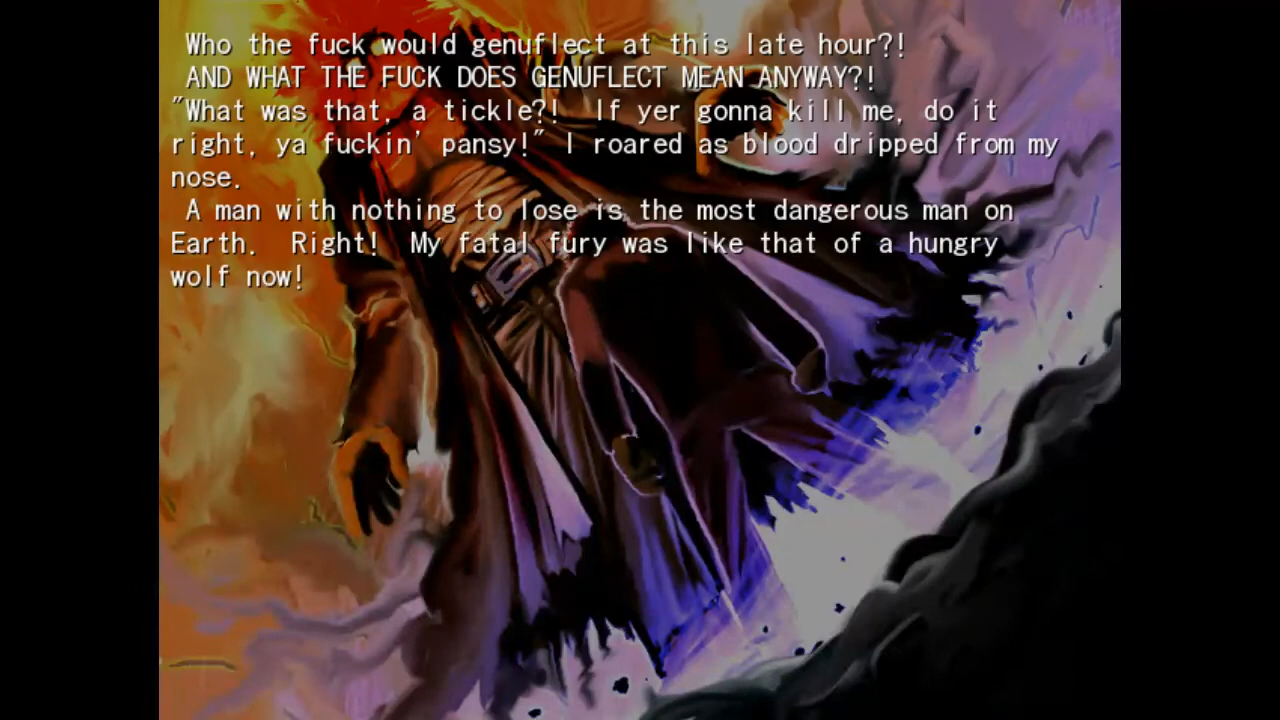 Who the fuck would genuflect at this late hour?!
AND WHAT THE FUCK DOES GENUFLECT MEAN ANYWAY?!
"What was that, a tickle?!  If yer gonna kill me, do it
right, ya fuckin' pansy!" I roared as blood dripped from my
nose.
A man with nothing to lose is the most dangerous man on
Earth.  Right!  My fatal fury was like that of a hungry
wolf now!